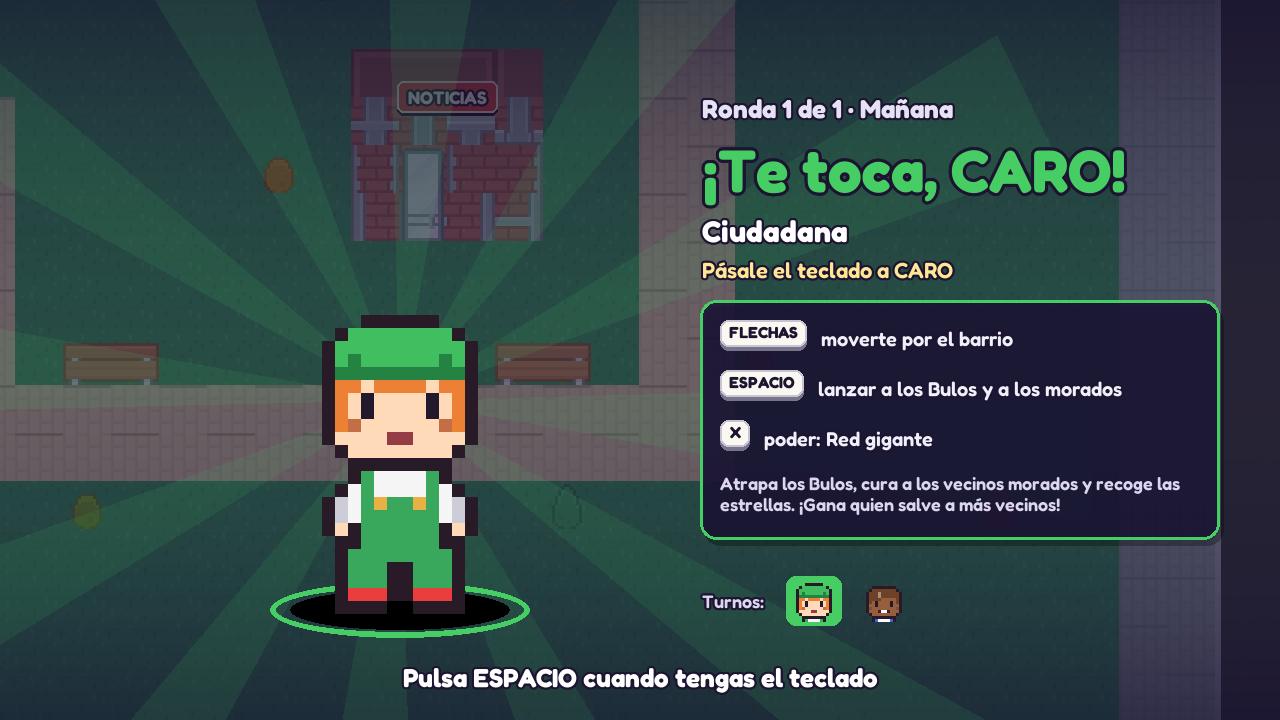 NOTICIAS
Ronda 1 de 1 · Mañana
¡Te toca, CARO!
Ciudadana
Pásale el teclado a CARO
FLECHAS moverte por el barrio
ESPACIO lanzar a los Bulos y a los morados
X poder: Red gigante
Atrapa los Bulos, cura a los vecinos morados y recoge las
estrellas. ¡Gana quien salve a más vecinos!
Turnos:
Pulsa ESPACIO cuando tengas el teclado